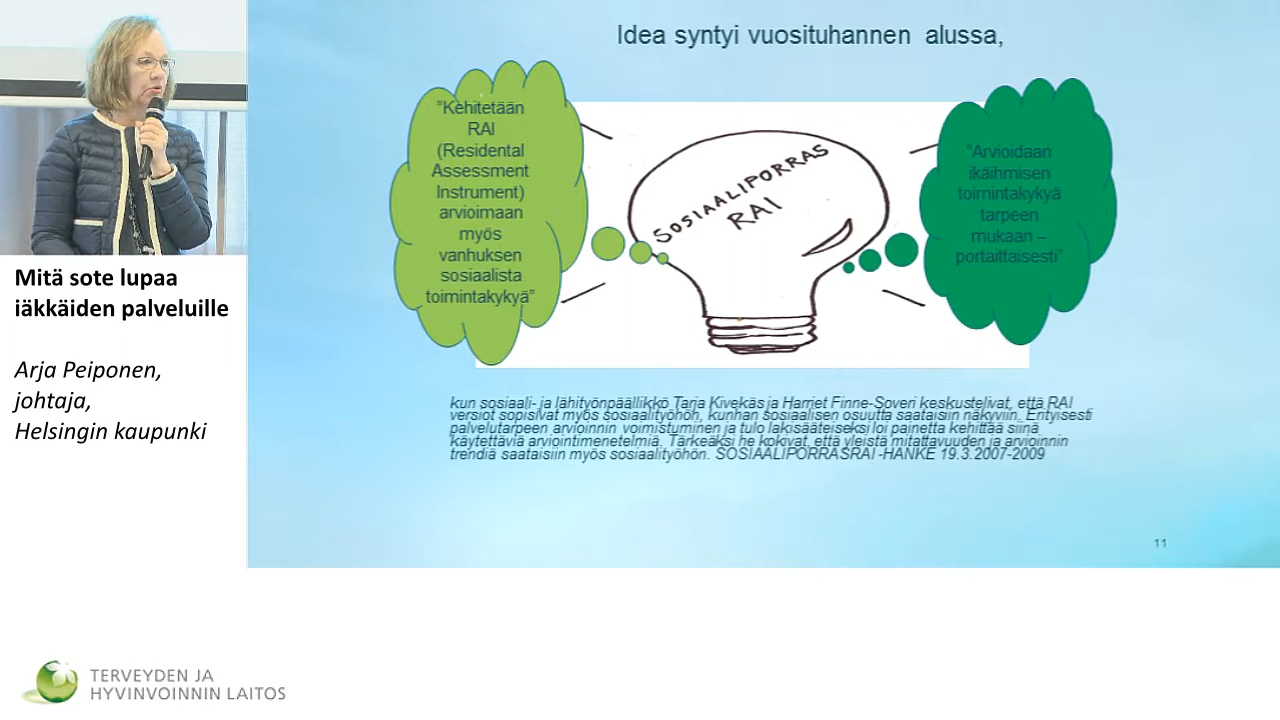 Idea syntyi vuosituhannen alussa,
"Kehitetään
RAI
(Residental
Assessment
Instrument)
arvioimaan
myös
vanhuksen
sosiaalista
toimintakykyä"
SOSIAALIPORRAS
RAI
"Arvioidaan
ikäihmisen
toimintakykyä
tarpeen
mukaan –
portaittaisesti"
kun sosiaali- ja lähityönpäällikkö Tarja Kivekäs ja Harriet Finne-Soveri keskustelivat, että RAI
versiot sopisivat myös sosiaalityöhön, kunhan sosiaalisen osuutta saataisiin näkyviin. Erityisesti
palvelutarpeen arvioinnin voimistuminen ja tulo lakisääteiseksi loi painetta kehittää siinä
käytettäviä arviointimenetelmiä. Tärkeäksi he kokivat, että yleistä mitattavuuden ja arvioinnin
trendiä saataisiin myös sosiaalityöhön. SOSIAALIPORRASRAI -HANKE 19.3.2007-2009
11
Mitä sote lupaa
iäkkäiden palveluille
Arja Peiponen,
johtaja,
Helsingin kaupunki
TERVEYDEN JA
HYVINVOINNIN LAITOS